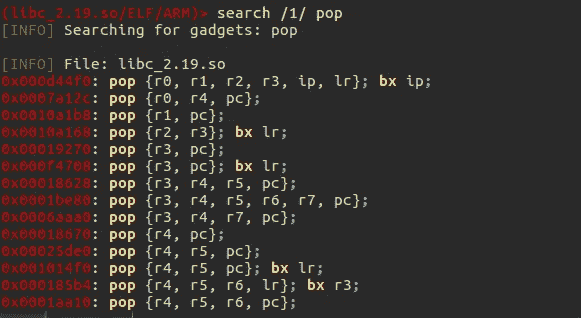 (libc_2.19.so/ELF/ARM)> search /1/ pop
[INFO] Searching for gadgets: pop
[INFO] File: libc_2.19.so
0x000d44f0: pop {r0, r1, r2, r3, ip, lr}; bx ip;
0x0007a12c: pop {r0, r4, pc};
0x0010a1b8: pop {r1, pc};
0x0010a168: pop {r2, r3}; bx lr;
0x00019270: pop {r3, pc};
0x000f4708: pop {r3, pc}; bx lr;
0x00018628: pop {r3, r4, r5, pc};
0x0001be80: pop {r3, r4, r5, r6, r7, pc};
0x0006aaa0: pop {r3, r4, r7, pc};
0x00018670: pop {r4, pc};
0x00025de0: pop {r4, r5, pc};
0x001014f0: pop {r4, r5, pc}; bx lr;
0x000185b4: pop {r4, r5, r6, lr}; bx r3;
0x0001aa10: pop {r4, r5, r6, pc};